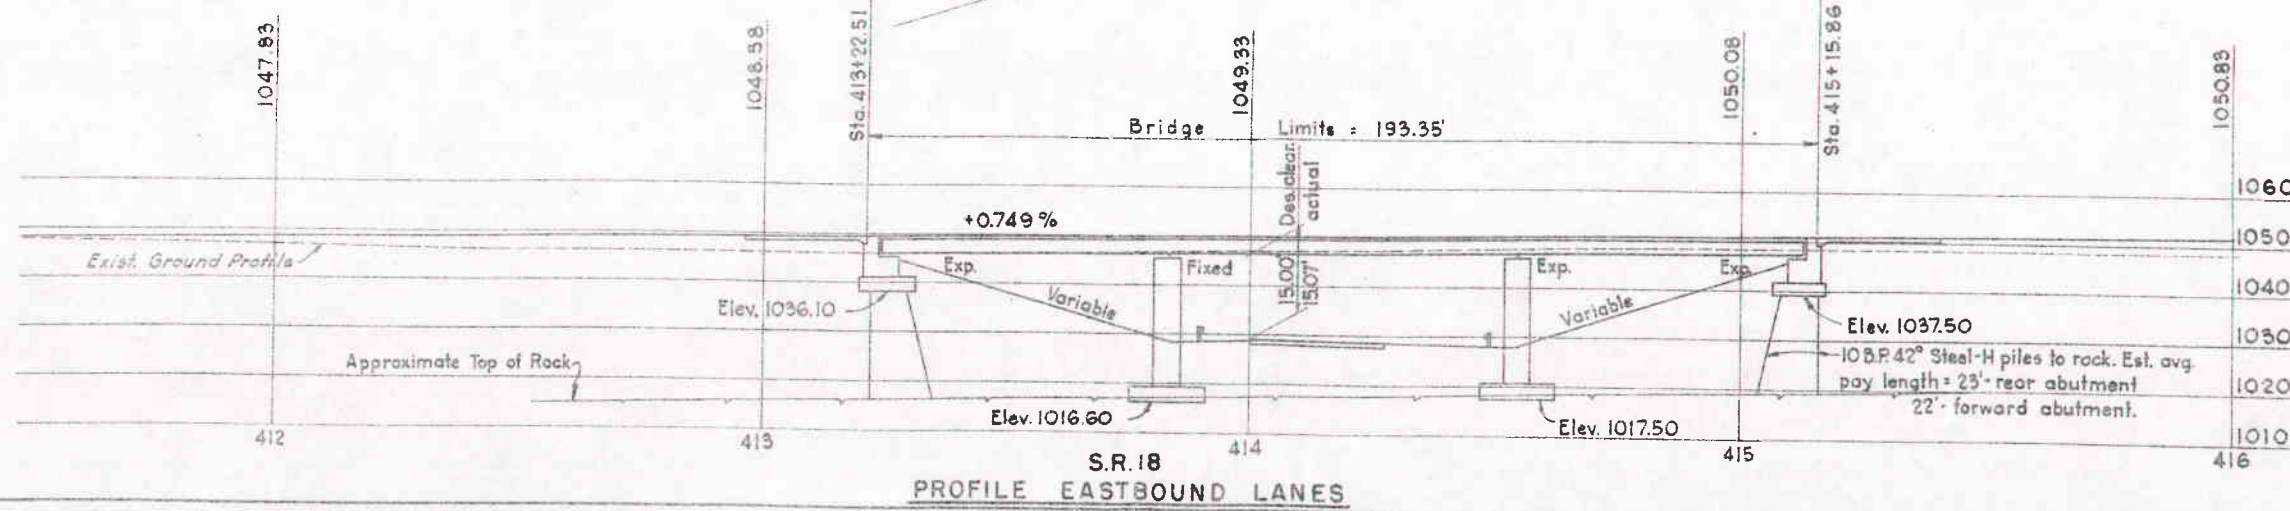 1047.83
1048.58
Sta. 413+22.51
1049.33
1050.08
Sta. 415+15.86
1050.83
Bridge Limits = 193.35'
Des. clear.
actual
15.00'
15.07'
+0.749 %
1060
1050
1040
1030
1020
1010
Exist. Ground Profile
Exp.
Fixed
Exp.
Exp.
Variable
Variable
Elev. 1036.10
Elev. 1037.50
10 B.P. 42# Steel-H piles to rock. Est. avg.
pay length = 23'- rear abutment
22'- forward abutment.
Approximate Top of Rock
Elev. 1016.60
Elev. 1017.50
412
413
414
415
416
S.R. 18
PROFILE EASTBOUND LANES